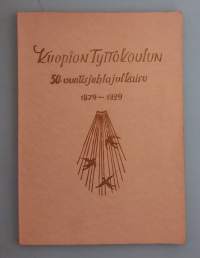 Kuopion Tyttökoulun
50-vuotisjuhlajulkaisu
1879-1929